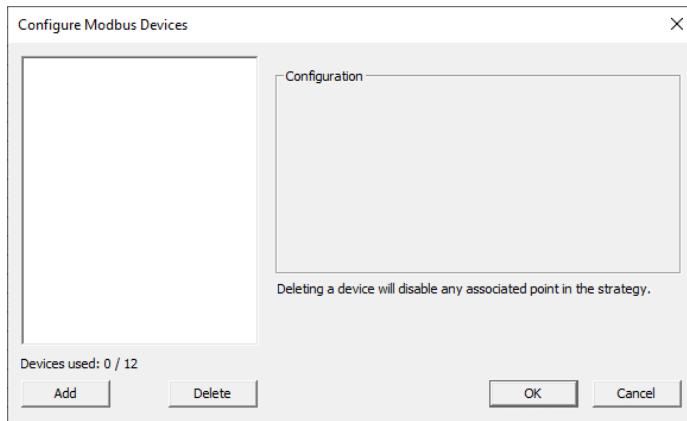 Configure Modbus Devices
Configuration
Deleting a device will disable any associated point in the strategy.
Devices used: 0 / 12
Add
Delete
OK
Cancel